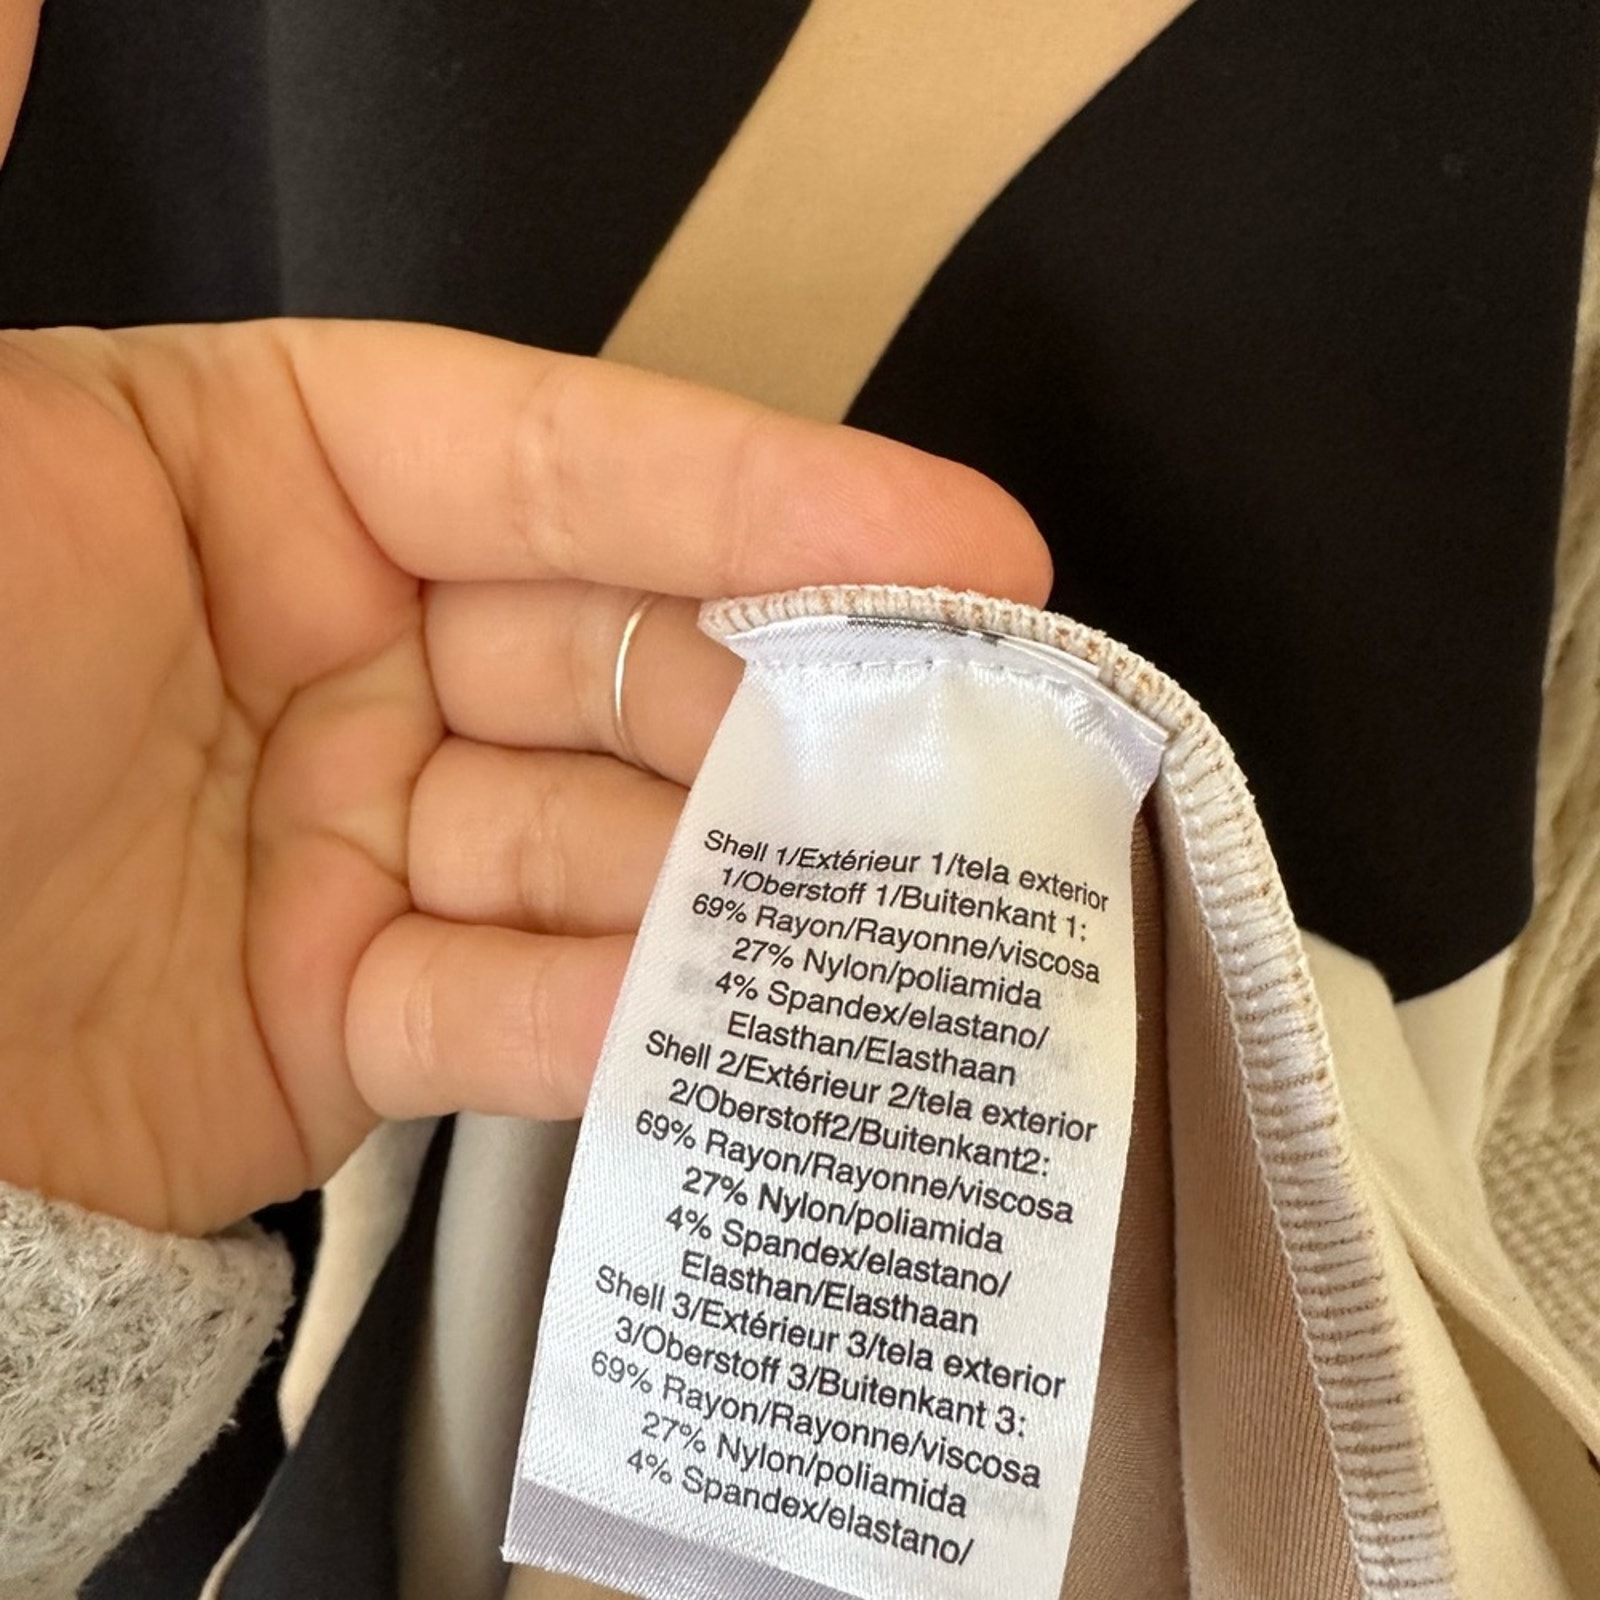 Shell 1/Extérieur 1/tela exterior
1/Oberstoff 1/Buitenkant 1:
69% Rayon/Rayonne/viscosa
27% Nylon/poliamida
4% Spandex/elastano/
Elasthan/Elasthaan
Shell 2/Extérieur 2/tela exterior
2/Oberstoff2/Buitenkant2:
69% Rayon/Rayonne/viscosa
27% Nylon/poliamida
4% Spandex/elastano/
Elasthan/Elasthaan
Shell 3/Extérieur 3/tela exterior
3/Oberstoff 3/Buitenkant 3:
69% Rayon/Rayonne/viscosa
27% Nylon/poliamida
4% Spandex/elastano/